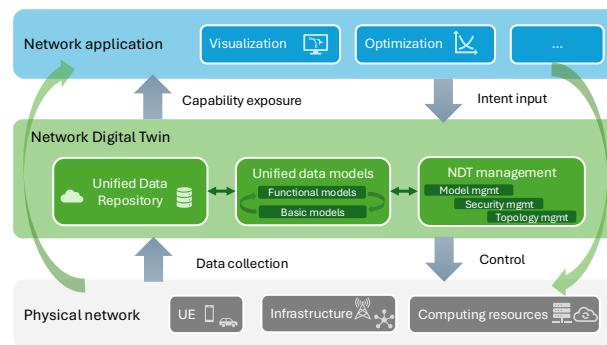 Network application
Visualization
Optimization
...
Capability exposure
Intent input
Network Digital Twin
Unified Data
Repository
Unified data models
Functional models
Basic models
NDT management
Model mgmt
Security mgmt
Topology mgmt
Data collection
Control
Physical network
UE
Infrastructure
Computing resources